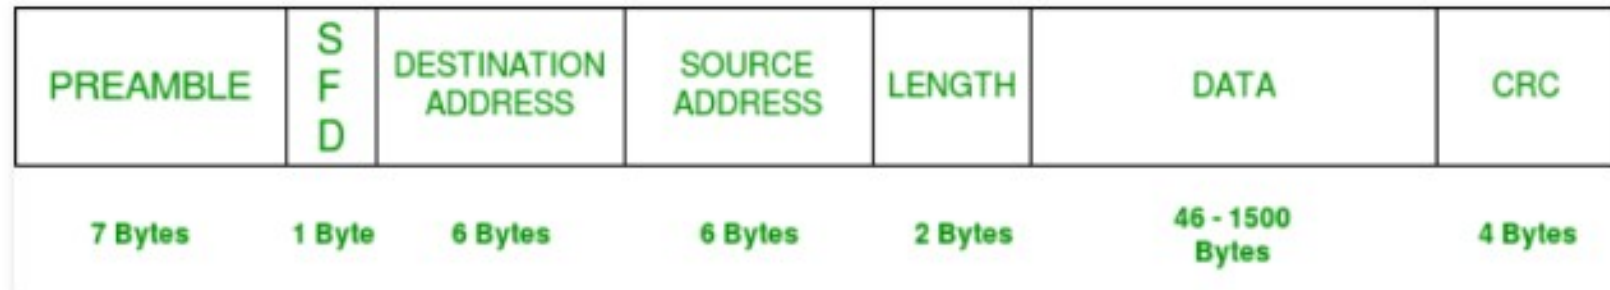 PREAMBLE
S
F
D
DESTINATION
ADDRESS
SOURCE
ADDRESS
LENGTH
DATA
CRC
7 Bytes
1 Byte
6 Bytes
6 Bytes
2 Bytes
46 - 1500
Bytes
4 Bytes